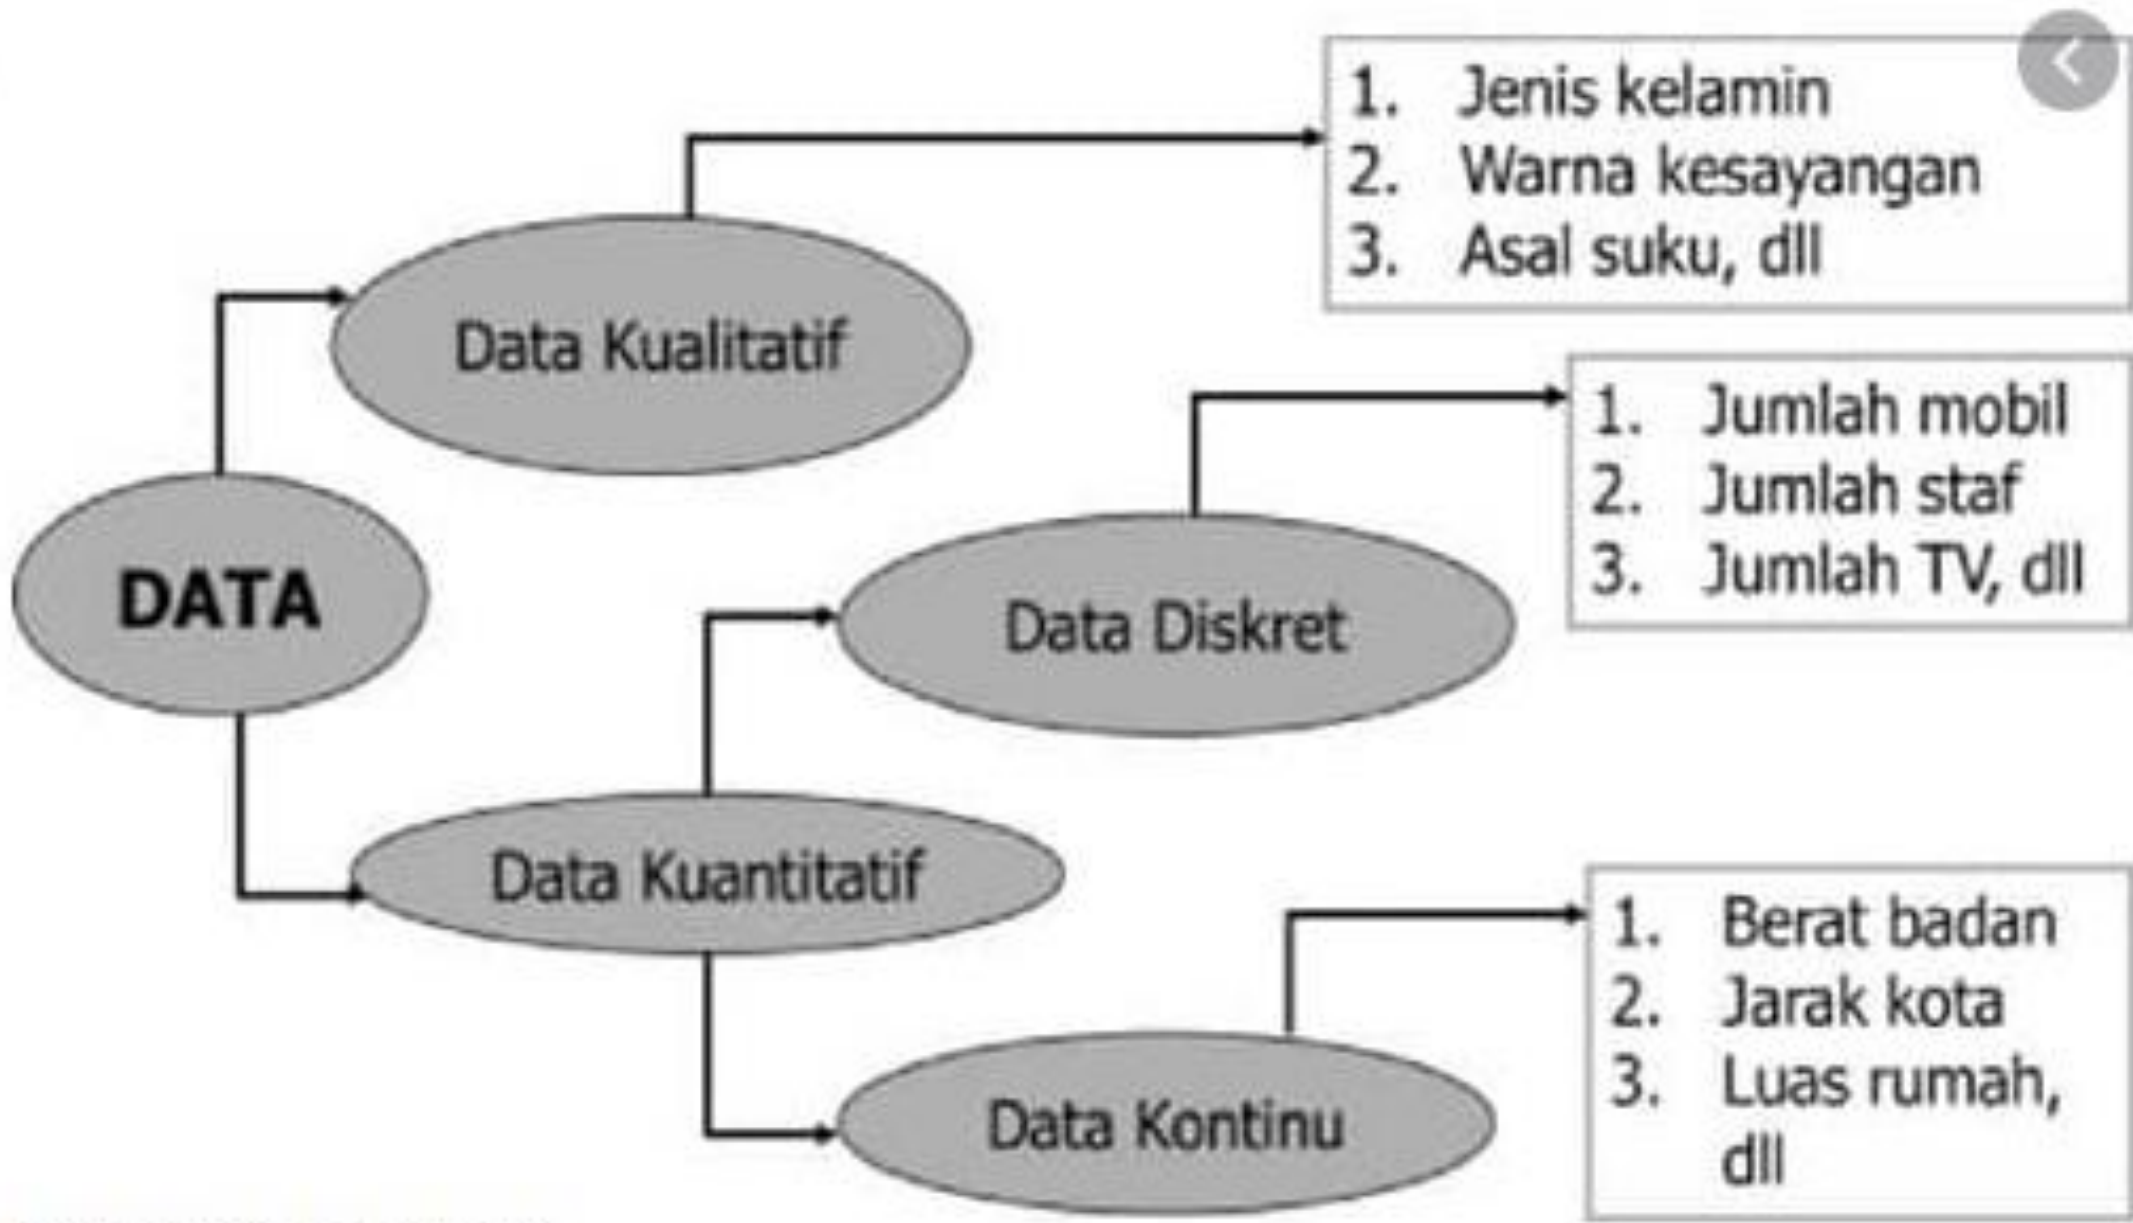 1. Jenis kelamin
2. Warna kesayangan
3. Asal suku, dll
Data Kualitatif
1. Jumlah mobil
2. Jumlah staf
3. Jumlah TV, dll
DATA
Data Diskret
Data Kuantitatif
1. Berat badan
2. Jarak kota
3. Luas rumah,
dll
Data Kontinu